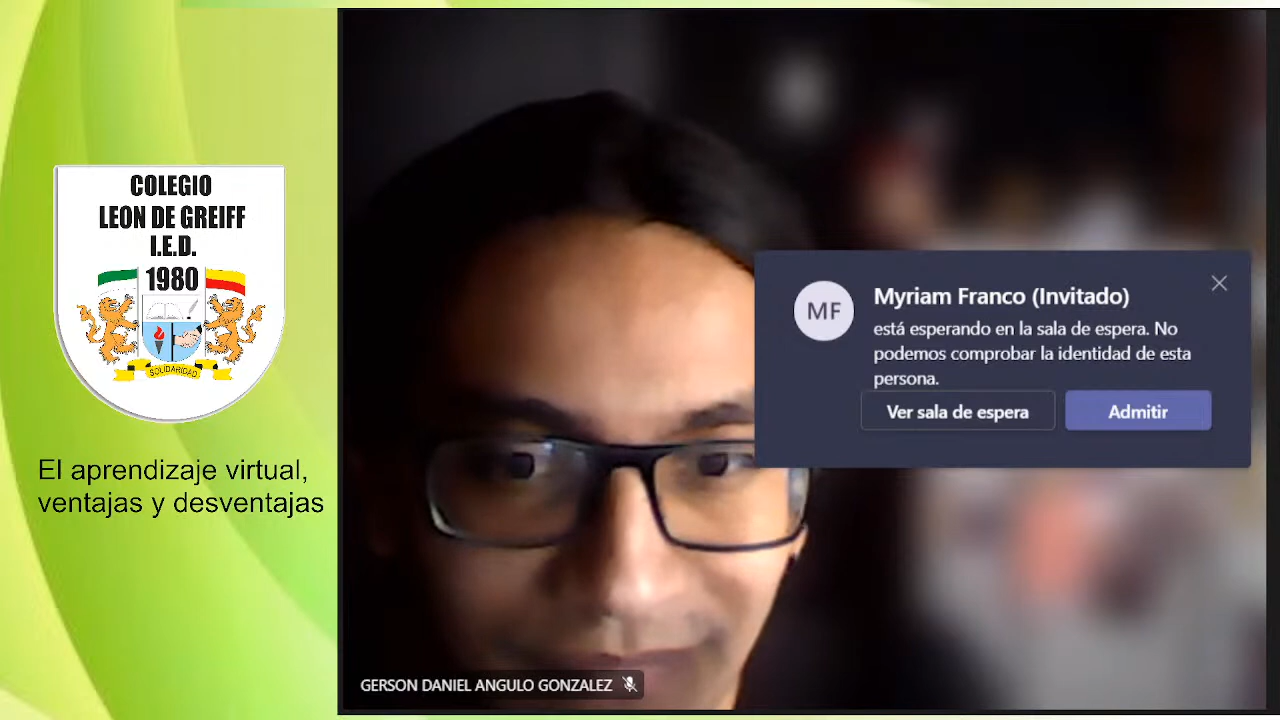 COLEGIO
LEON DE GREIFF
I.E.D.
1980
SOLIDARIDAD
El aprendizaje virtual,
ventajas y desventajas
MF
Myriam Franco (Invitado)
está esperando en la sala de espera. No
podemos comprobar la identidad de esta
persona.
Ver sala de espera
Admitir
GERSON DANIEL ANGULO GONZALEZ